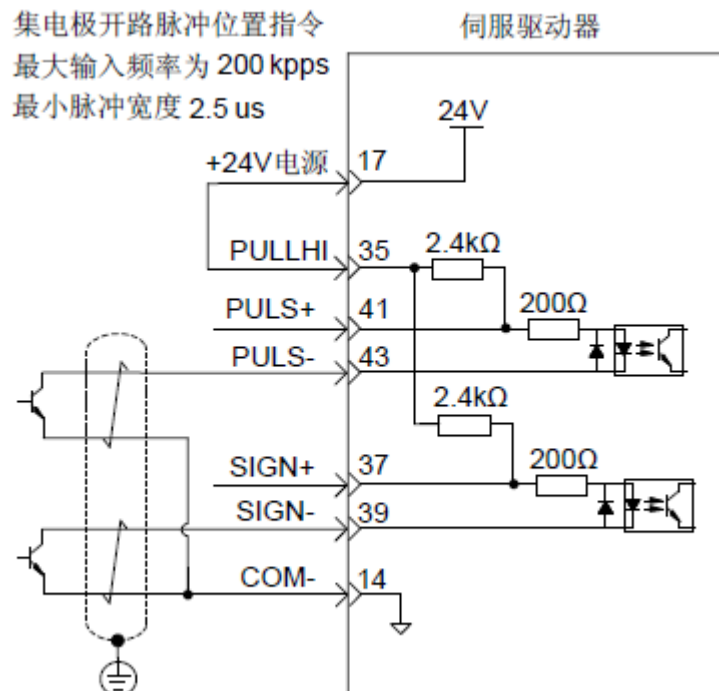 集电极开路脉冲位置指令
伺服驱动器
最大输入频率为 200 kpps
最小脉冲宽度 2.5 us
24V
+24V电源
17
PULLHI
35
2.4kΩ
PULS+
41
200Ω
PULS-
43
2.4kΩ
SIGN+
37
200Ω
SIGN-
39
COM-
14